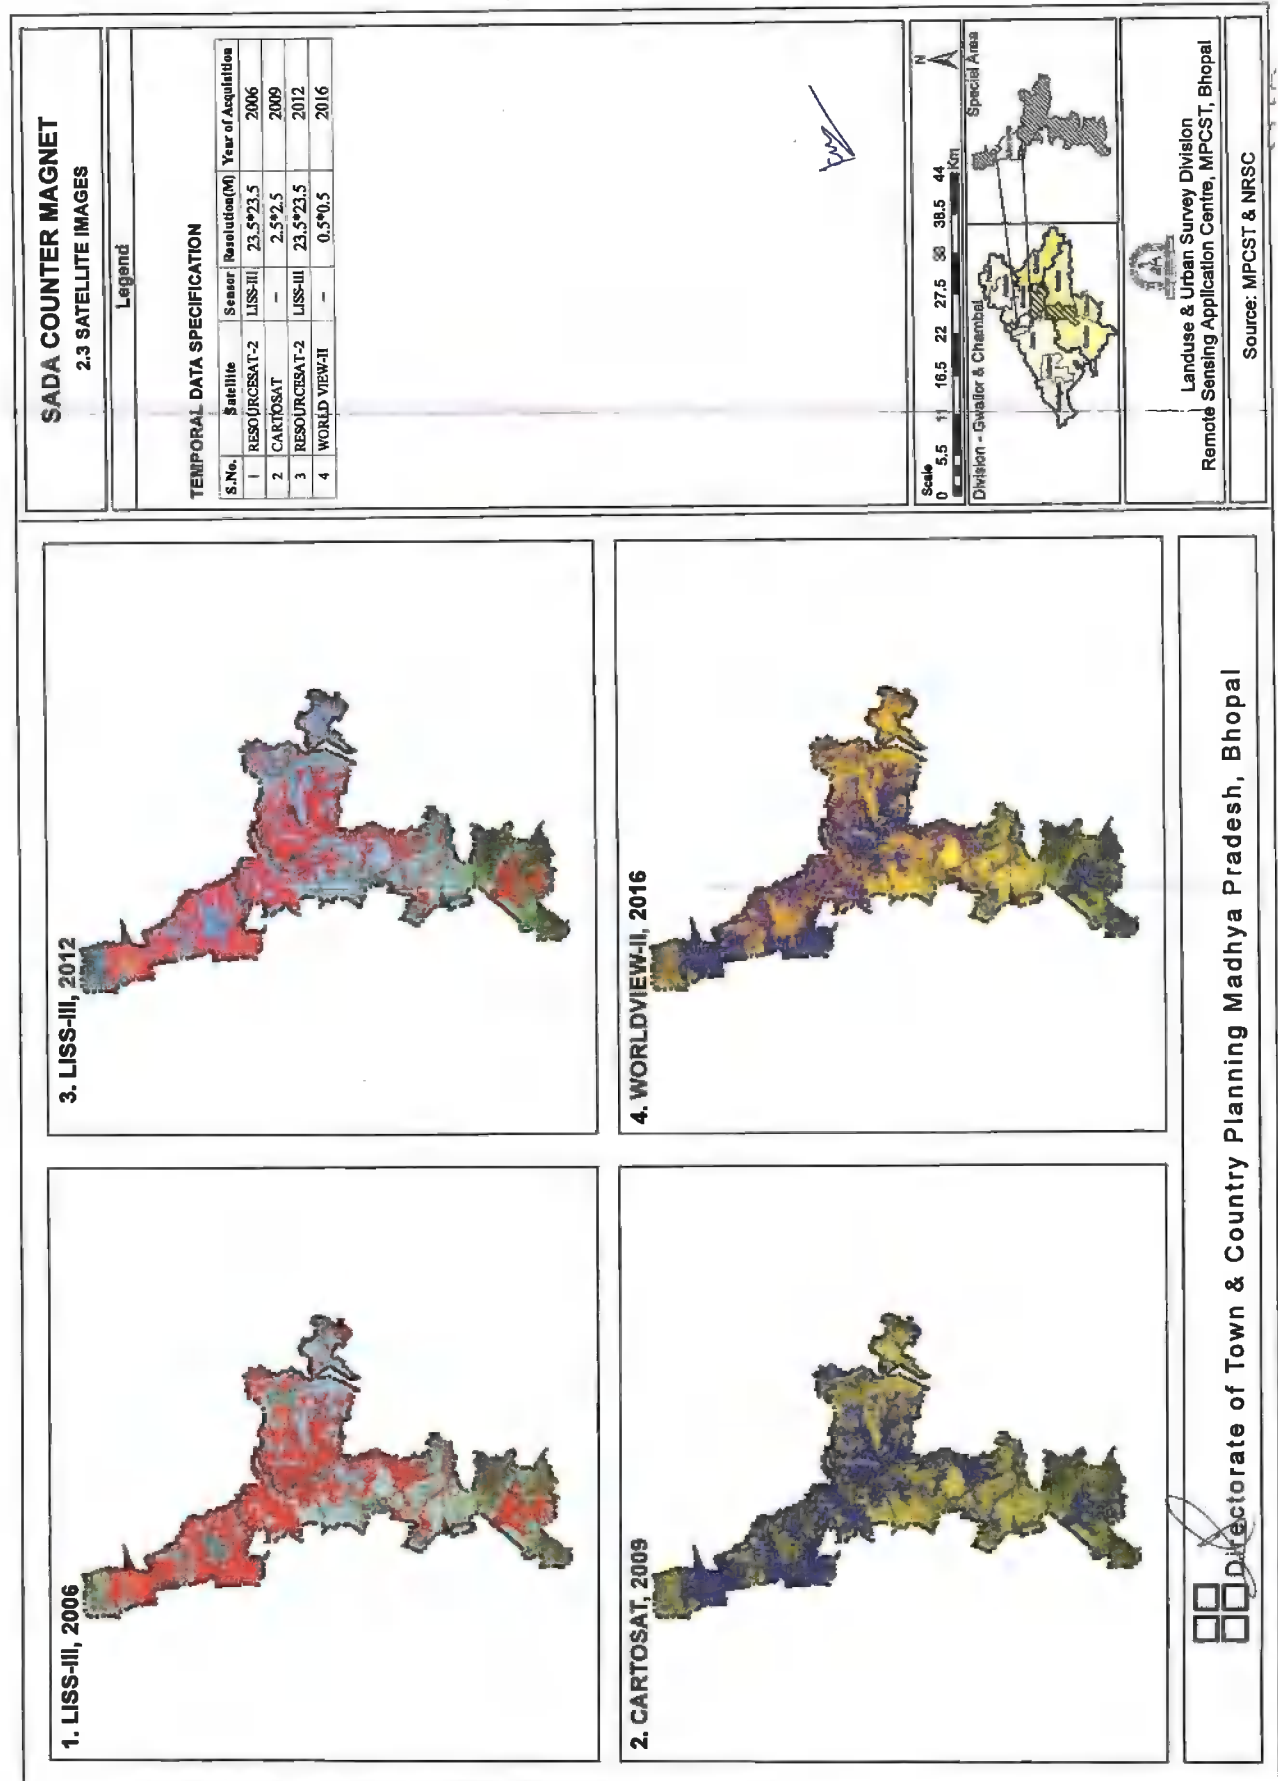 SADA COUNTER MAGNET
2.3 SATELLITE IMAGES
Legend
TEMPORAL DATA SPECIFICATION
S.No. Satellite Sensor Resolution(M) Year of Acquisition
1 RESOURCESAT-2 LISS-III 23.5*23.5 2006
2 CARTOSAT – 2.5*2.5 2009
3 RESOURCESAT-2 LISS-III 23.5*23.5 2012
4 WORLD VIEW-II – 0.5*0.5 2016
1. LISS-III, 2006
3. LISS-III, 2012
2. CARTOSAT, 2009
4. WORLDVIEW-II, 2016
N
Scale
0 5.5 11 16.5 22 27.5 33 38.5 44
Km
Division - Gwalior & Chambal
Special Area
Landuse & Urban Survey Division
Remote Sensing Application Centre, MPCST, Bhopal
Source: MPCST & NRSC
Directorate of Town & Country Planning Madhya Pradesh, Bhopal